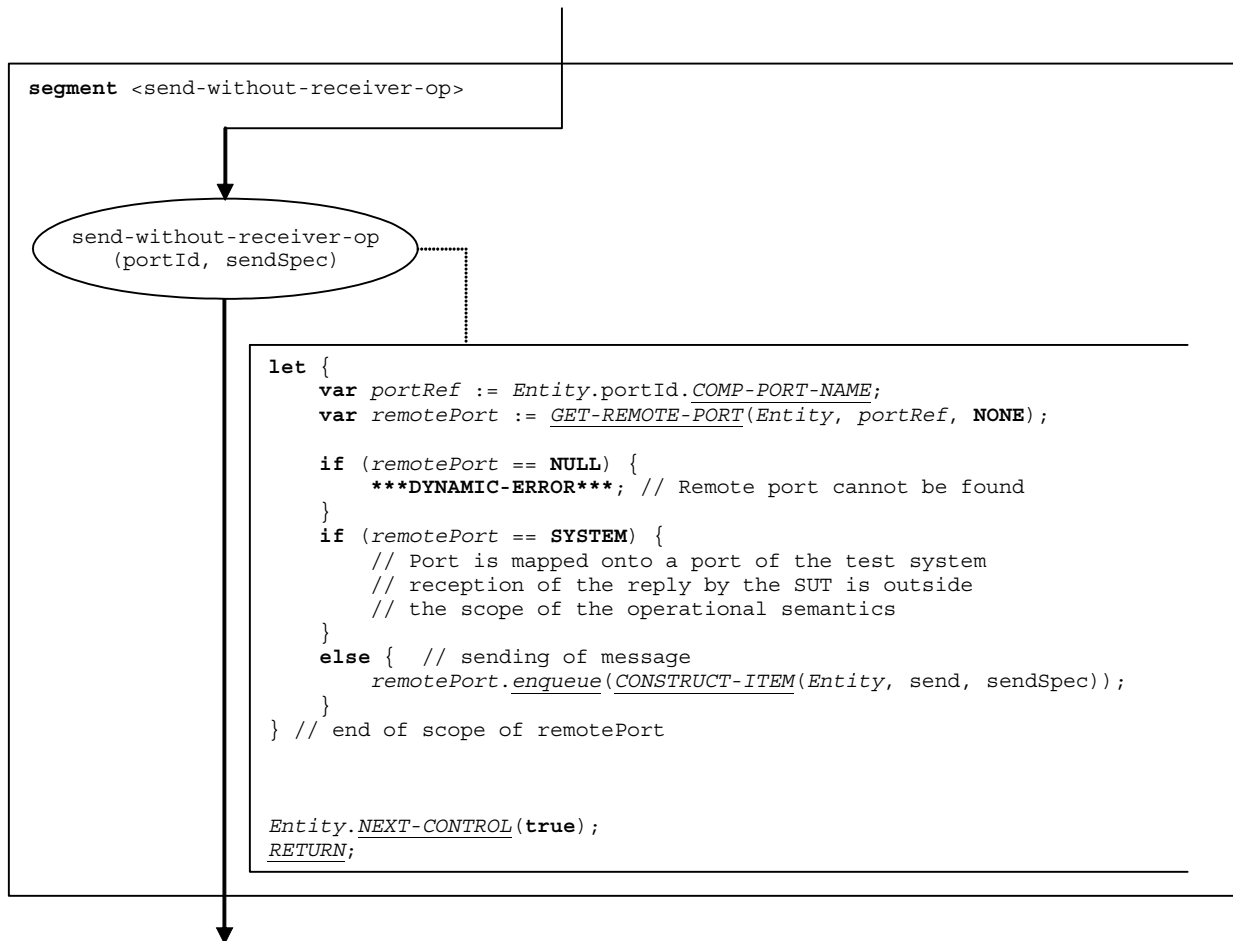 segment <send-without-receiver-op>
send-without-receiver-op
(portId, sendSpec)
let {
var portRef := Entity.portId.COMP-PORT-NAME;
var remotePort := GET-REMOTE-PORT(Entity, portRef, NONE);
if (remotePort == NULL) {
***DYNAMIC-ERROR***; // Remote port cannot be found
}
if (remotePort == SYSTEM) {
// Port is mapped onto a port of the test system
// reception of the reply by the SUT is outside
// the scope of the operational semantics
}
else { // sending of message
remotePort.enqueue(CONSTRUCT-ITEM(Entity, send, sendSpec));
}
} // end of scope of remotePort
Entity.NEXT-CONTROL(true);
RETURN;